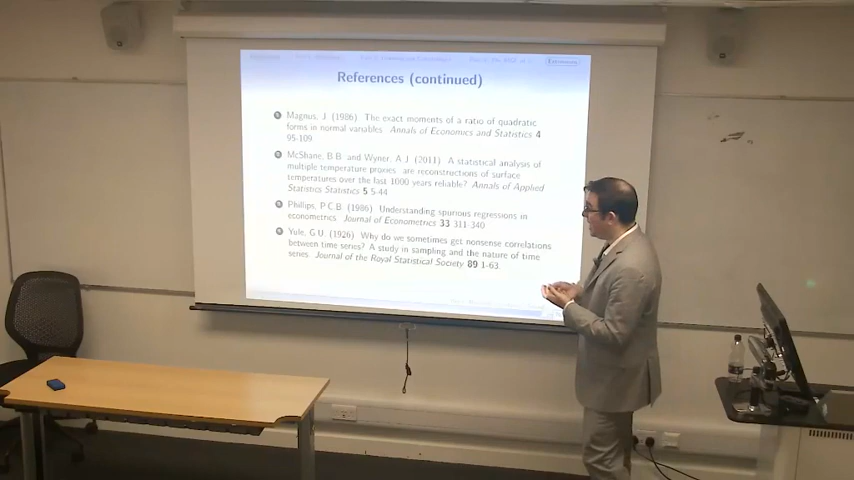 References (continued)
Magnus, J (1986) The exact moments of a ratio of quadratic
forms in normal variables Annals of Economics and Statistics 4
95-109
McShane, B.B. and Wyner, A.J. (2011) A statistical analysis of
multiple temperature proxies are reconstructions of surface
temperatures over the last 1000 years reliable? Annals of Applied
Statistics Statistics 5 5-44
Phillips, P.C.B. (1986) Understanding spurious regressions in
econometrics Journal of Econometrics 33 311-340
Yule, G.U. (1926) Why do we sometimes get nonsense correlations
between time series? A study in sampling and the nature of time
series. Journal of the Royal Statistical Society 89 1-63.